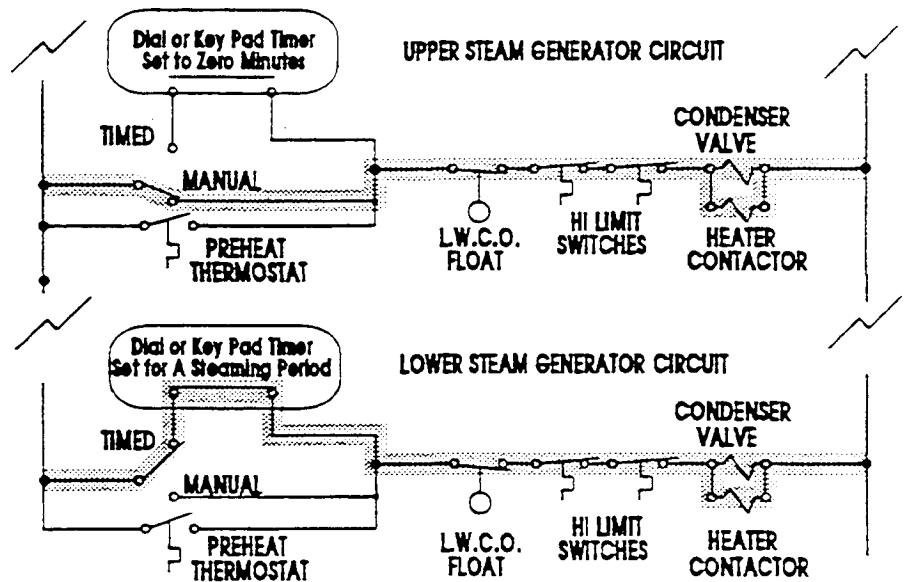 Dial or Key Pad Timer
Set to Zero Minutes
UPPER STEAM GENERATOR CIRCUIT
TIMED
CONDENSER
VALVE
MANUAL
PREHEAT
THERMOSTAT
L.W.C.O.
FLOAT
HI LIMIT
SWITCHES
HEATER
CONTACTOR
Dial or Key Pad Timer
Set for A Steaming Period
LOWER STEAM GENERATOR CIRCUIT
TIMED
CONDENSER
VALVE
MANUAL
PREHEAT
THERMOSTAT
L.W.C.O.
FLOAT
HI LIMIT
SWITCHES
HEATER
CONTACTOR